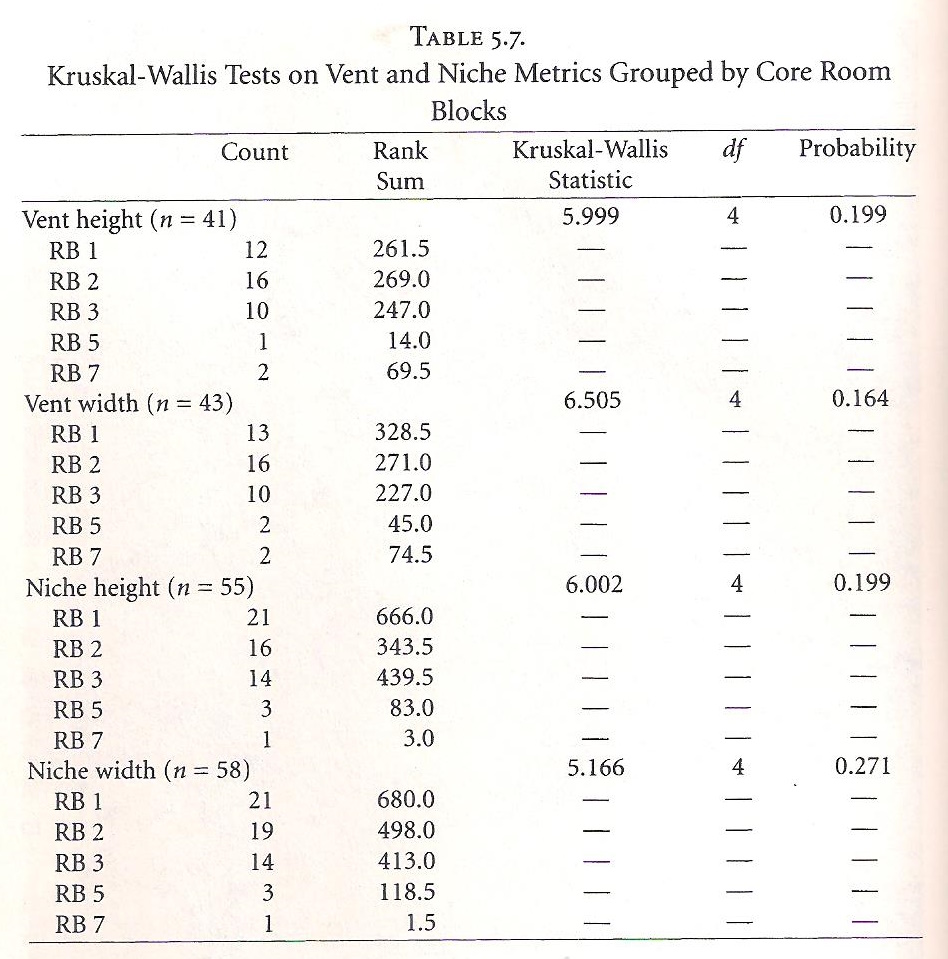 TABLE 5.7.
Kruskal-Wallis Tests on Vent and Niche Metrics Grouped by Core Room
Blocks
Count Rank Kruskal-Wallis df Probability
Sum Statistic
Vent height (n = 41) 5.999 4 0.199
RB 1 12 261.5 — — —
RB 2 16 269.0 — — —
RB 3 10 247.0 — — —
RB 5 1 14.0 — — —
RB 7 2 69.5 — — —
Vent width (n = 43) 6.505 4 0.164
RB 1 13 328.5 — — —
RB 2 16 271.0 — — —
RB 3 10 227.0 — — —
RB 5 2 45.0 — — —
RB 7 2 74.5 — — —
Niche height (n = 55) 6.002 4 0.199
RB 1 21 666.0 — — —
RB 2 16 343.5 — — —
RB 3 14 439.5 — — —
RB 5 3 83.0 — — —
RB 7 1 3.0 — — —
Niche width (n = 58) 5.166 4 0.271
RB 1 21 680.0 — — —
RB 2 19 498.0 — — —
RB 3 14 413.0 — — —
RB 5 3 118.5 — — —
RB 7 1 1.5 — — —